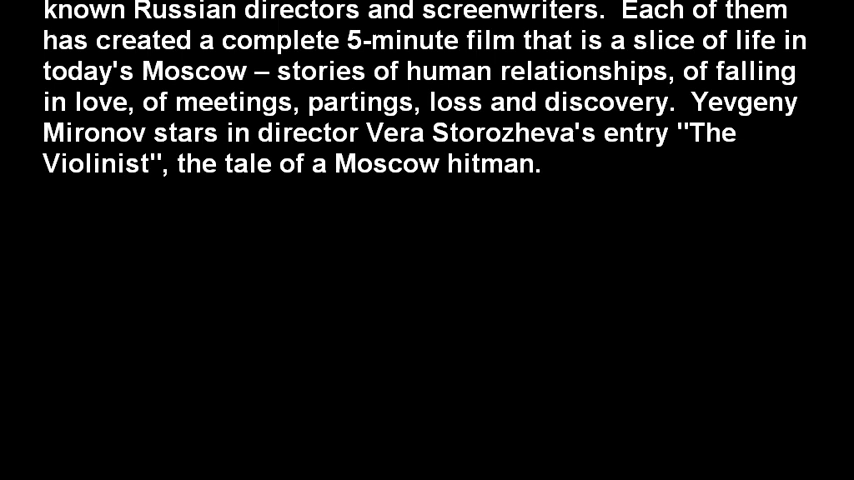 known Russian directors and screenwriters.  Each of them
has created a complete 5-minute film that is a slice of life in
today's Moscow – stories of human relationships, of falling
in love, of meetings, partings, loss and discovery.  Yevgeny
Mironov stars in director Vera Storozheva's entry "The
Violinist", the tale of a Moscow hitman.